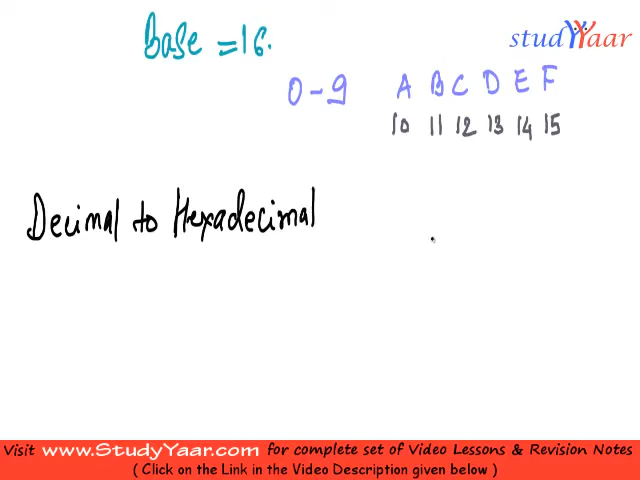 Base = 16.
studYYaar
0 - 9 A B C D E F
10 11 12 13 14 15
Decimal to Hexadecimal
Visit www.StudyYaar.com for complete set of Video Lessons & Revision Notes
( Click on the Link in the Video Description given below )